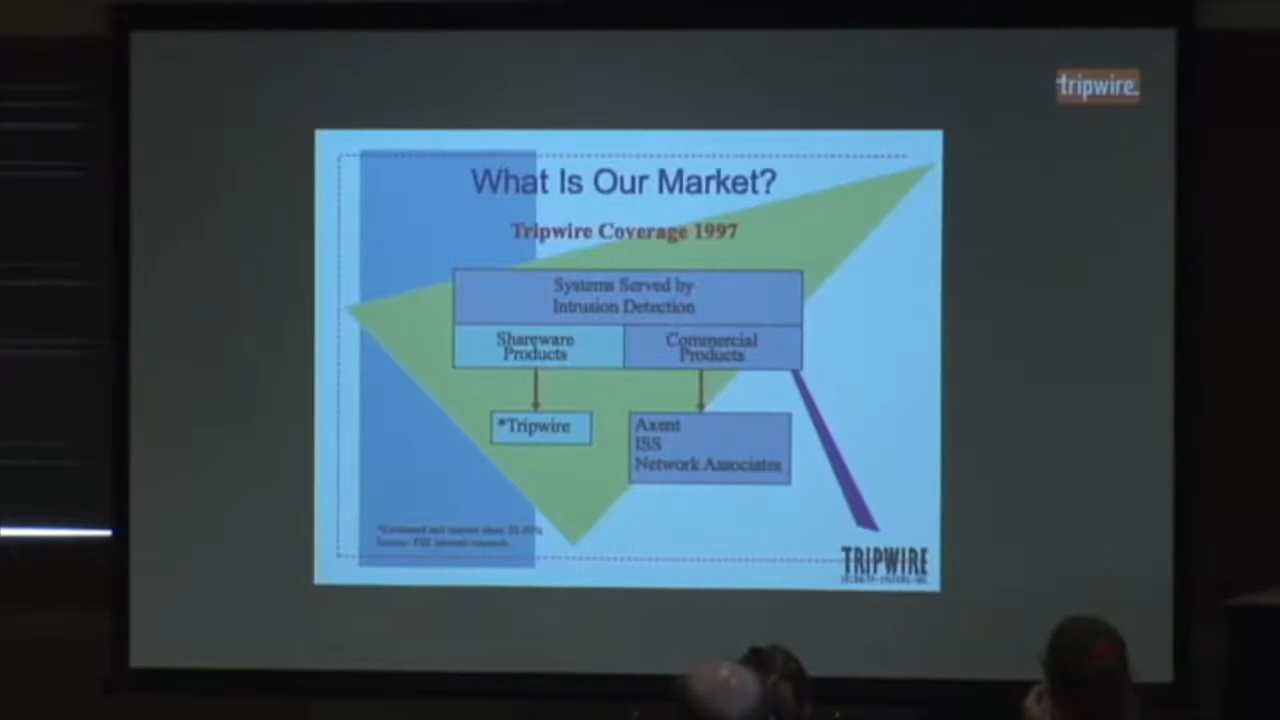 tripwire.
What Is Our Market?
Tripwire Coverage 1997
Systems Served by
Intrusion Detection
Shareware
Products
Commercial
Products
*Tripwire
Axent
ISS
Network Associates
TRIPWIRE